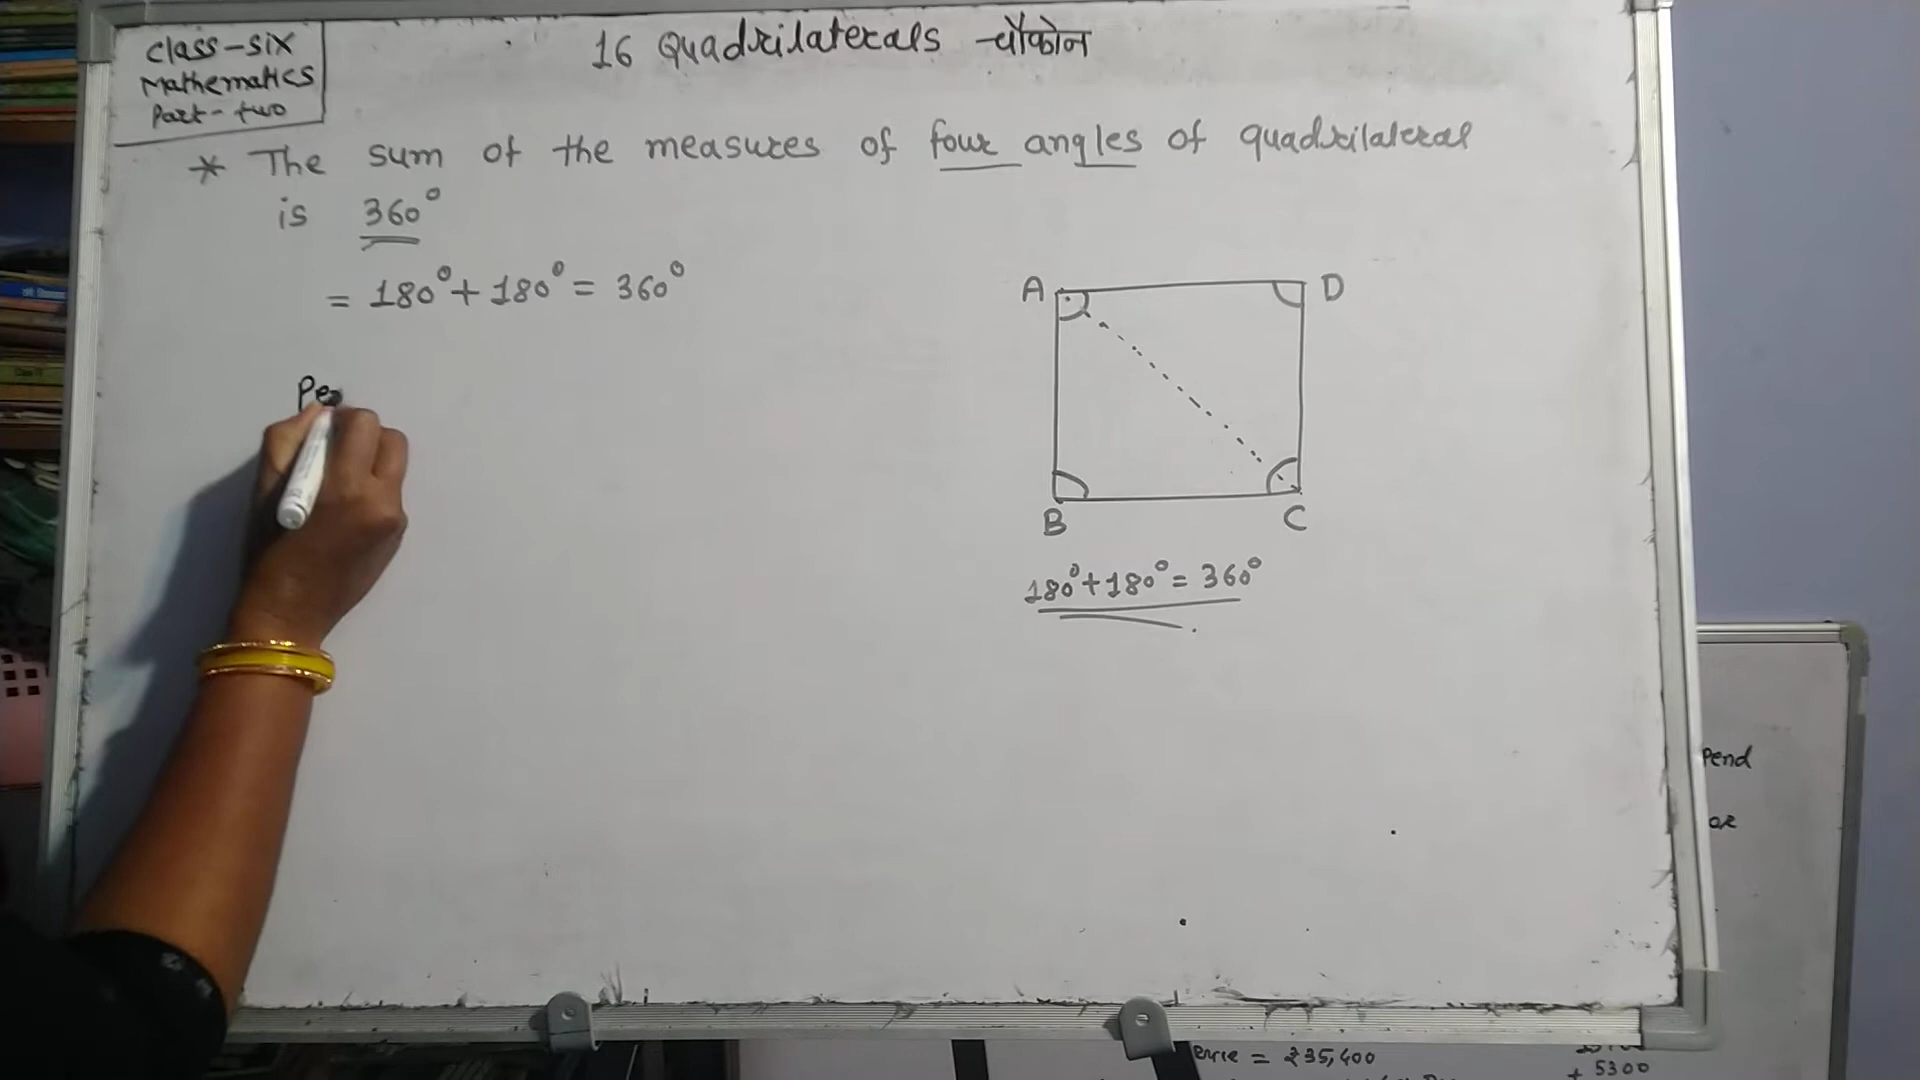 Class-six
Mathematics
Part-two
16 Quadrilaterals चौकोन
* The sum of the measures of four angles of quadrilateral
is 360°
= 180° + 180° = 360°
Pe
A
D
B
C
180° + 180° = 360°
Pend
or
= ₹35,400
+ 5300